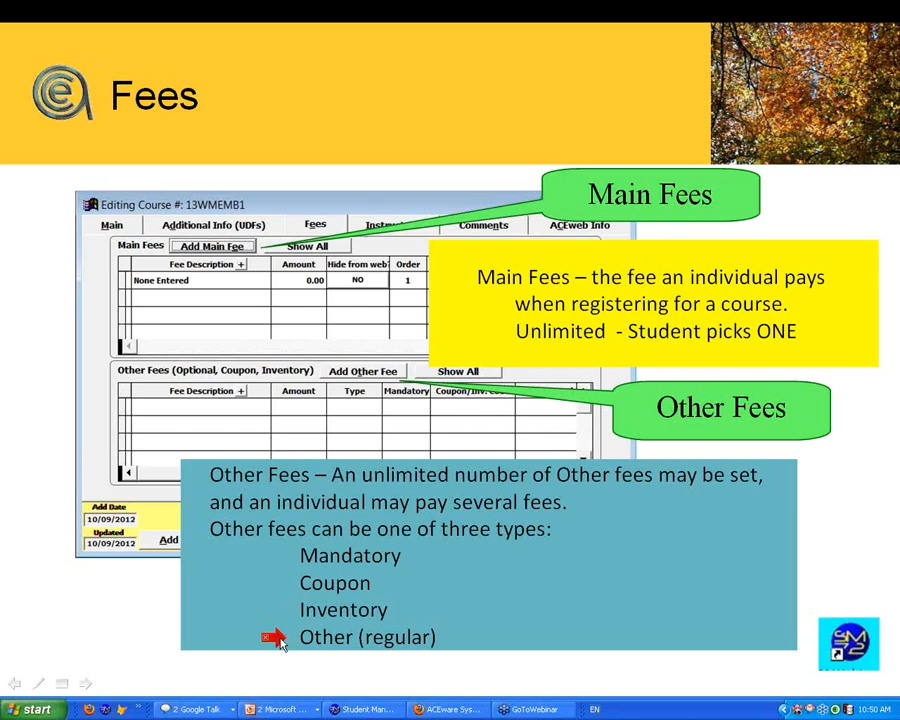 Fees
Main Fees
Editing Course #: 13WMEMB1
Main
Additional Info (UDFs)
Fees
Comments
ACEweb Info
Main Fees
Add Main Fee
Show All
Fee Description +
Amount
Hide from web?
Order
None Entered
0.00
NO
1
Main Fees – the fee an individual pays
when registering for a course.
Unlimited - Student picks ONE
Other Fees (Optional, Coupon, Inventory)
Add Other Fee
Show All
Fee Description +
Amount
Type
Mandatory
Other Fees
Other Fees – An unlimited number of Other fees may be set,
and an individual may pay several fees.
Other fees can be one of three types:
Mandatory
Coupon
Inventory
Other (regular)
Add Date
10/09/2012
Updated
10/09/2012
Add
start
2 Google Talk
2 Microsoft ...
Student Man...
ACEware Sys...
GoToWebinar
EN
10:50 AM